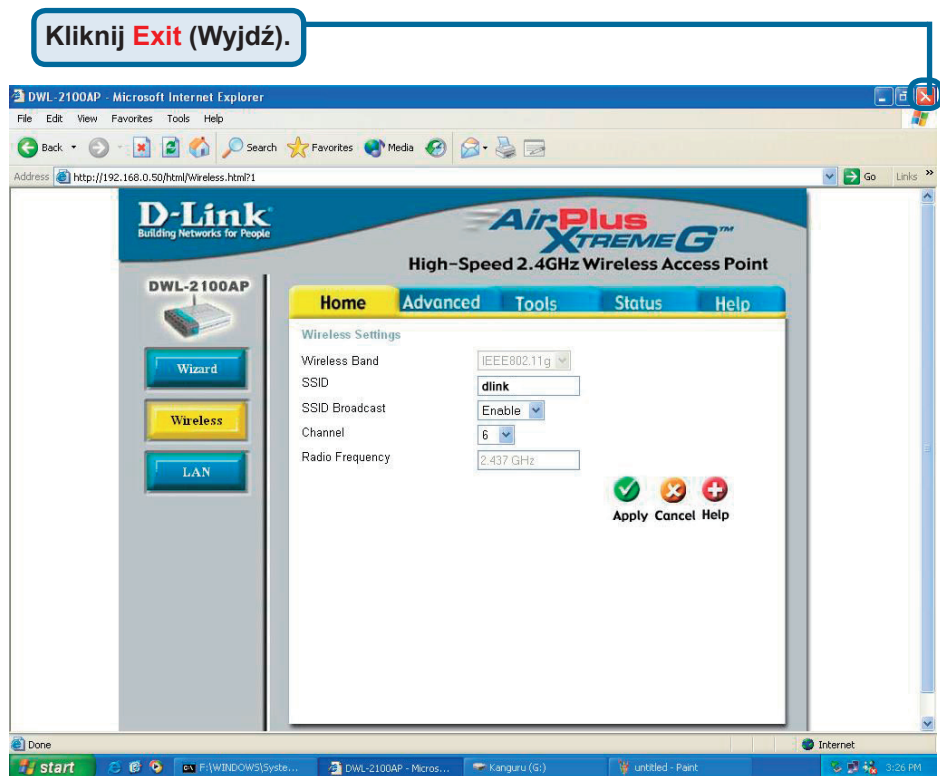 Kliknij Exit (Wyjdź).
DWL-2100AP - Microsoft Internet Explorer
File Edit View Favorites Tools Help
Back Search Favorites Media
Address http://192.168.0.50/html/Wireless.html?1 Go Links »
D-Link
Building Networks for People
AirPlus
XTREME G™
High-Speed 2.4GHz Wireless Access Point
DWL-2100AP
Home Advanced Tools Status Help
Wireless Settings
Wizard
Wireless
LAN
Wireless Band IEEE802.11g
SSID dlink
SSID Broadcast Enable
Channel 6
Radio Frequency 2.437 GHz
Apply Cancel Help
Done Internet
start F:\WINDOWS\Syste... DWL-2100AP - Micros... Kanguru (G:) untitled - Paint 3:26 PM